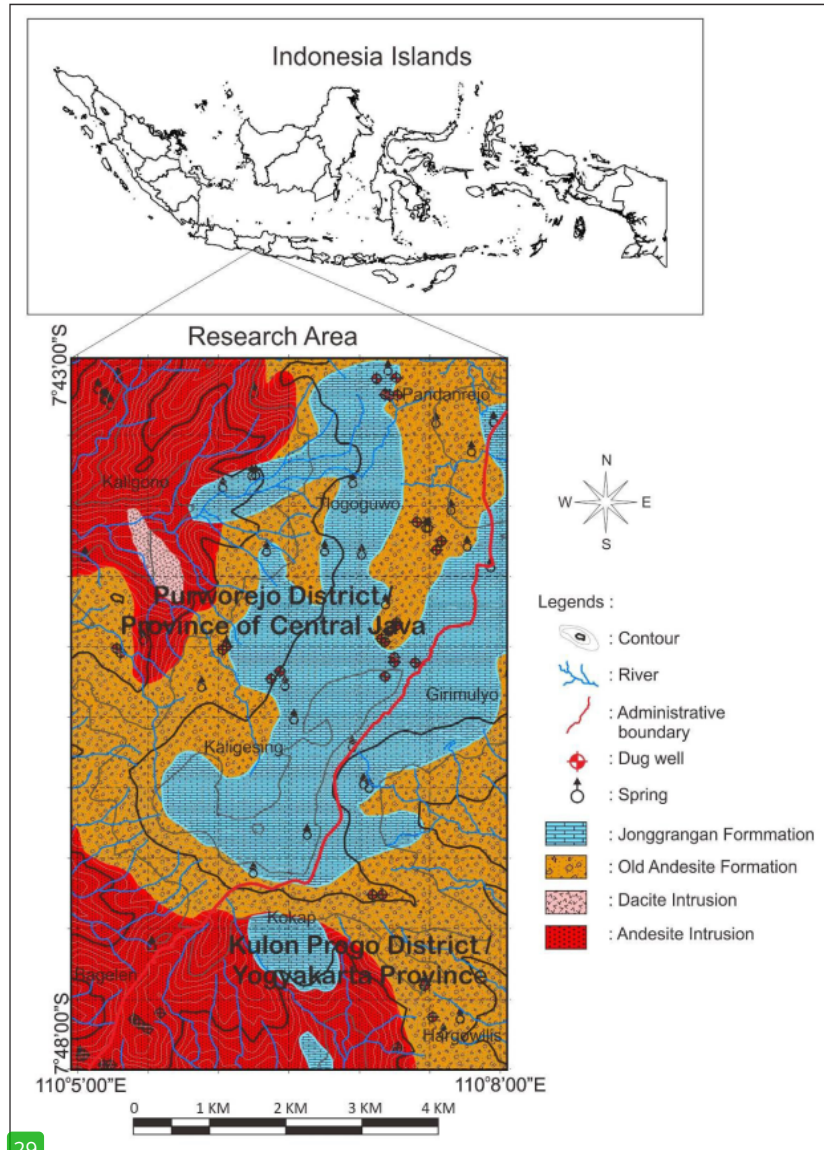 Indonesia Islands
Research Area
7°43'00"S
Pandanrejo
Kaligono
Tlogoguwo
Purworejo District /
Province of Central Java
Girimulyo
Kaligesing
Kokap
Kulon Progo District /
Yogyakarta Province
Bagelen
Hargowilis
7°48'00"S
110°5'00"E
110°8'00"E
0 1 KM 2 KM 3 KM 4 KM
N
W E
S
Legends :
: Contour
: River
: Administrative
boundary
: Dug well
: Spring
: Jonggrangan Formmation
: Old Andesite Formation
: Dacite Intrusion
: Andesite Intrusion
29